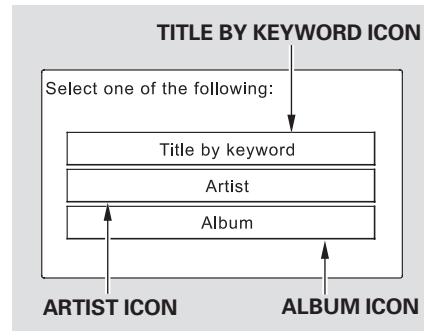 TITLE BY KEYWORD ICON
Select one of the following:
Title by keyword
Artist
Album
ARTIST ICON
ALBUM ICON